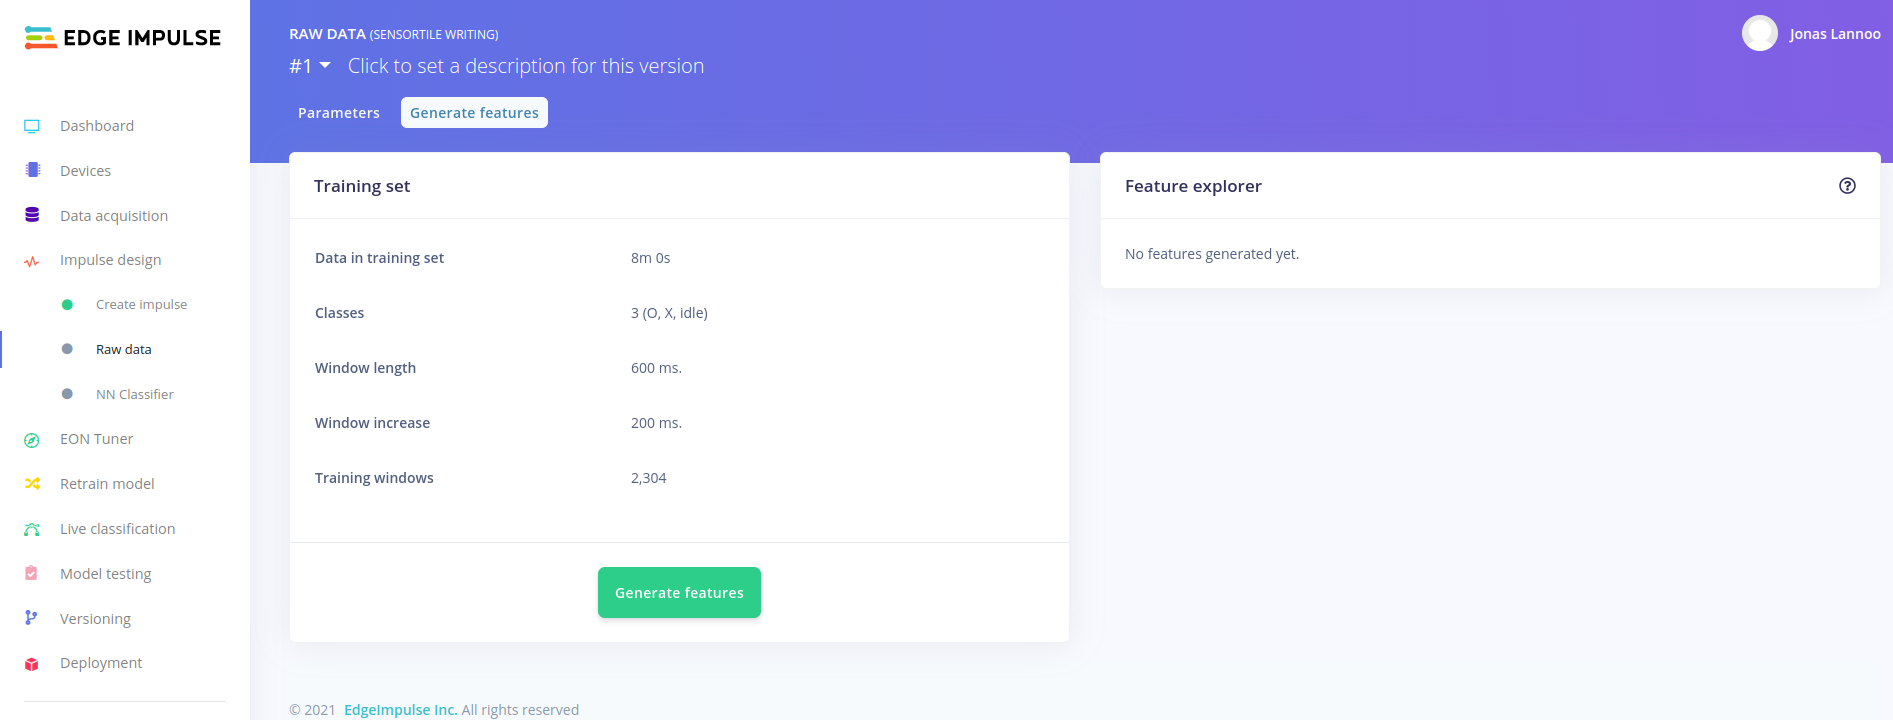 EDGE IMPULSE
Dashboard
Devices
Data acquisition
Impulse design
Create impulse
Raw data
NN Classifier
EON Tuner
Retrain model
Live classification
Model testing
Versioning
Deployment
RAW DATA (SENSORTILE WRITING)
#1 Click to set a description for this version
Jonas Lannoo
Parameters Generate features
Training set
Data in training set 8m 0s
Classes 3 (O, X, idle)
Window length 600 ms.
Window increase 200 ms.
Training windows 2,304
Generate features
Feature explorer
No features generated yet.
© 2021 EdgeImpulse Inc. All rights reserved